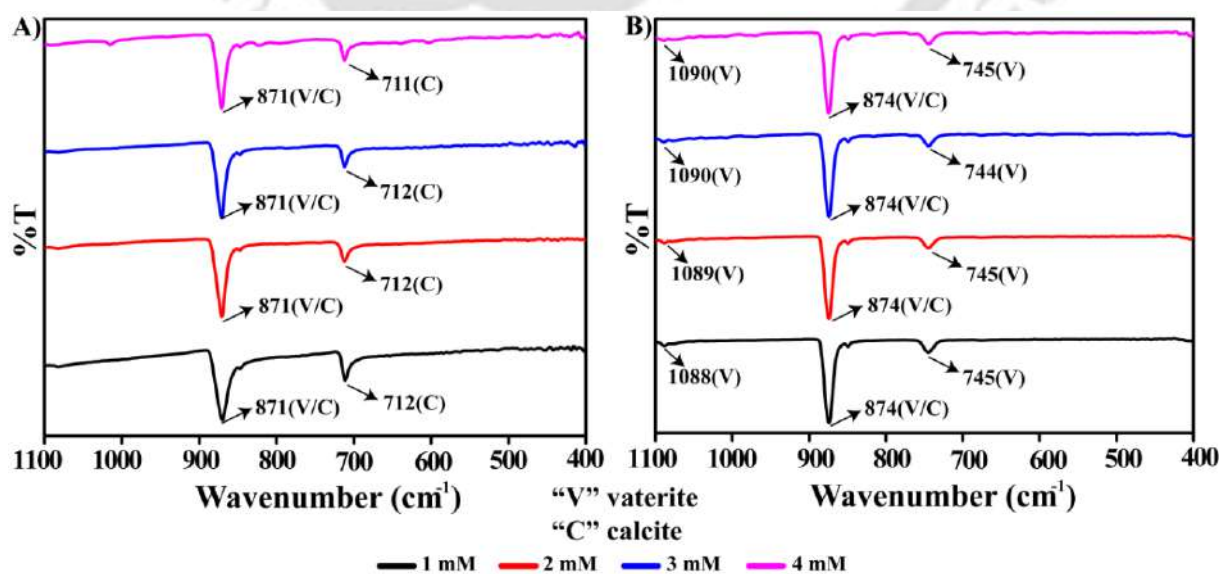 A)
%T
711(C)
871(V/C)
712(C)
871(V/C)
712(C)
871(V/C)
712(C)
871(V/C)
1100 1000 900 800 700 600 500 400
Wavenumber (cm-1)
B)
%T
1090(V)
745(V)
874(V/C)
1090(V)
744(V)
874(V/C)
1089(V)
745(V)
874(V/C)
1088(V)
745(V)
874(V/C)
1100 1000 900 800 700 600 500 400
Wavenumber (cm-1)
“V” vaterite
“C” calcite
1 mM 2 mM 3 mM 4 mM